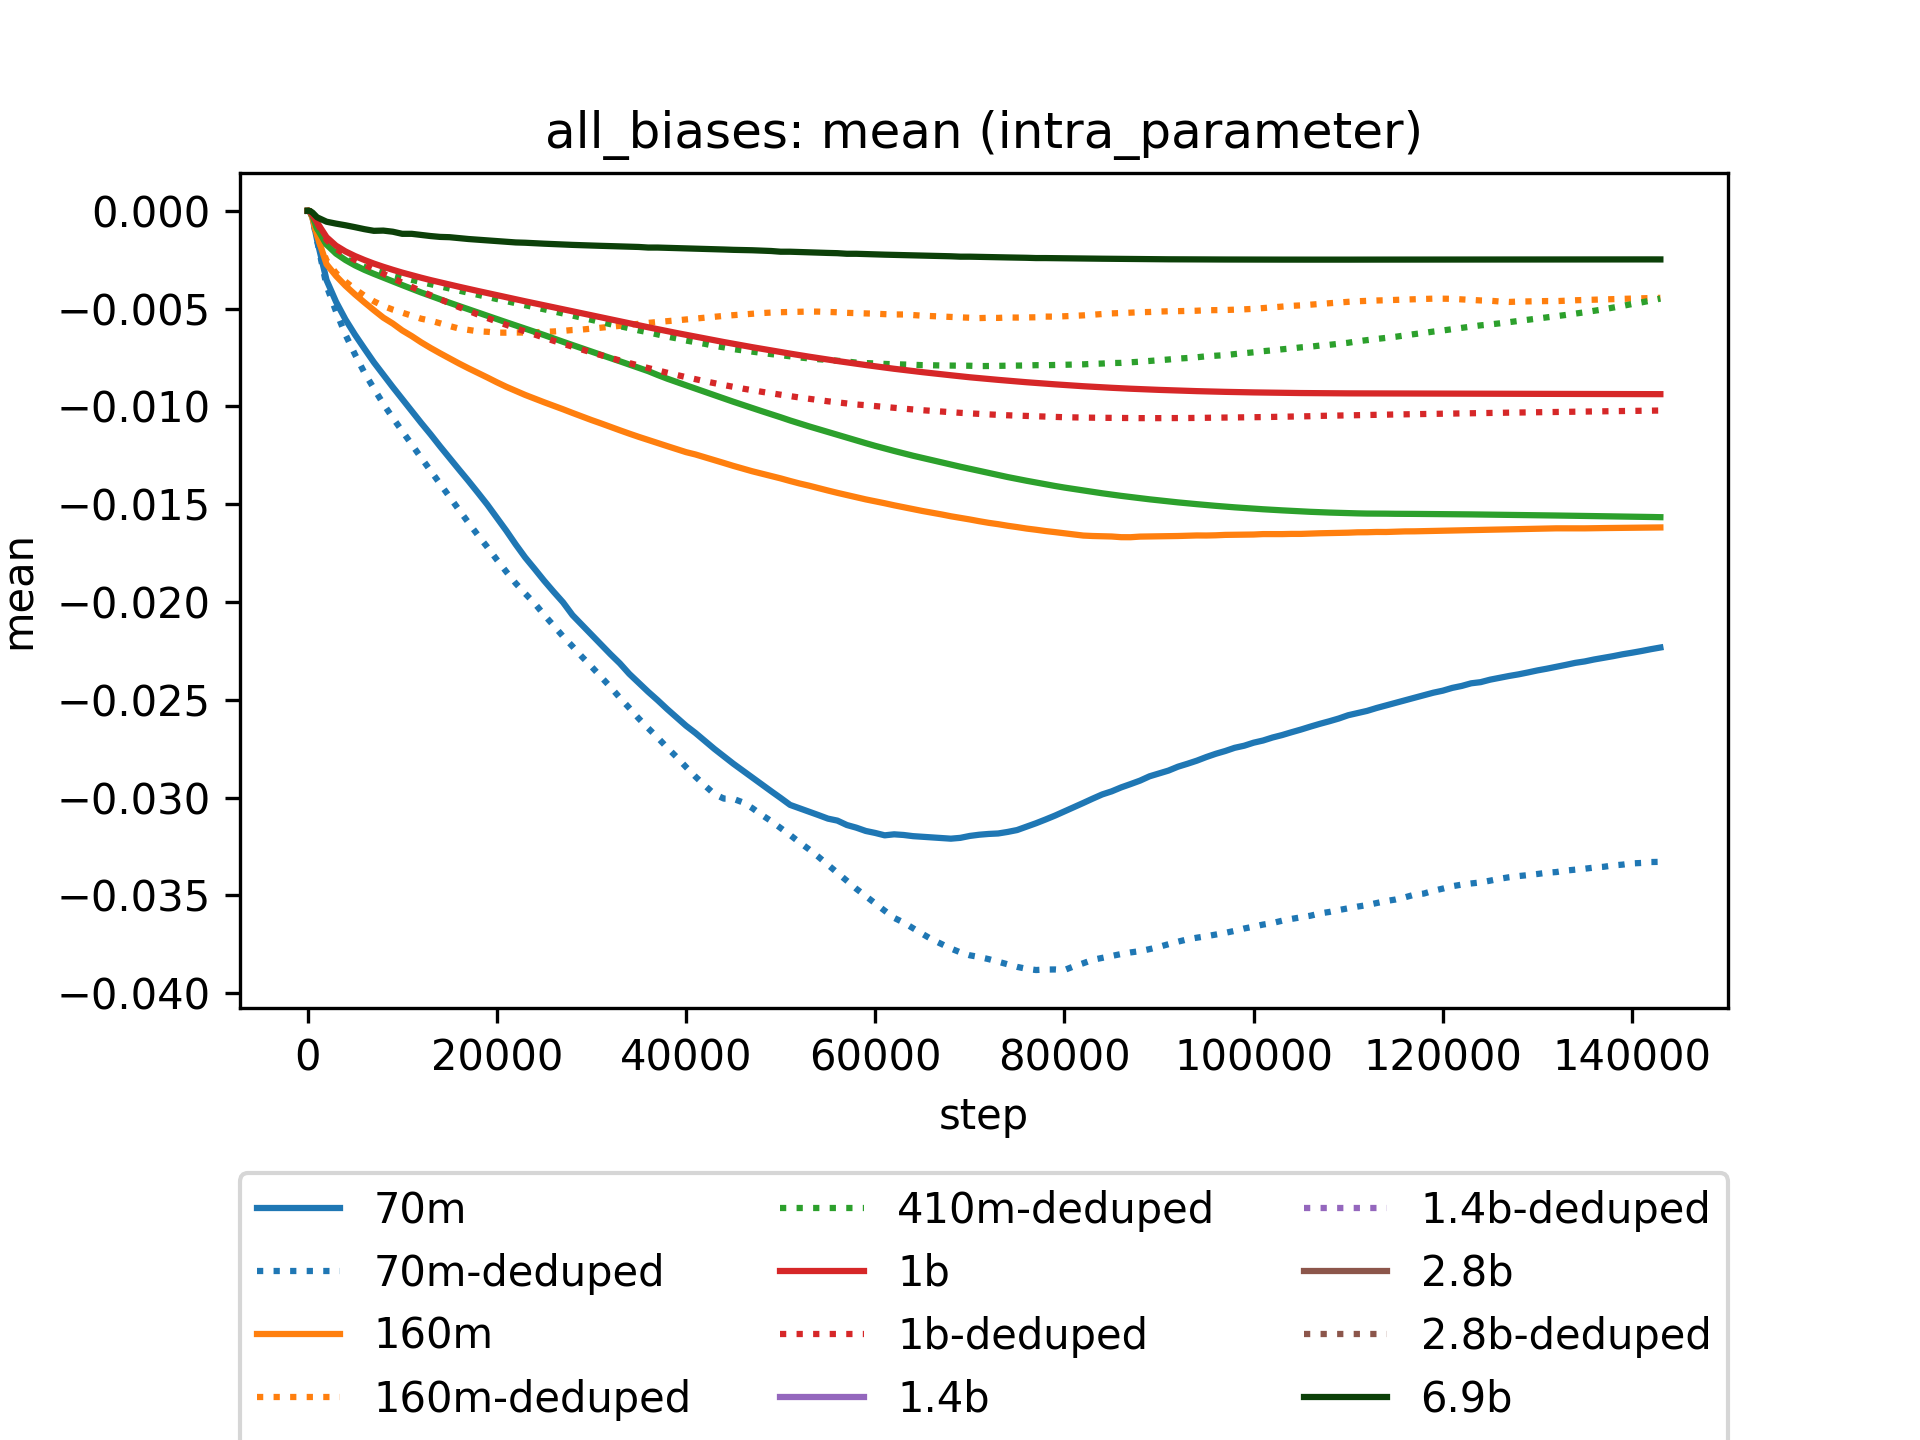 all_biases: mean (intra_parameter)
0.000
−0.005
−0.010
−0.015
−0.020
−0.025
−0.030
−0.035
−0.040
mean
0 20000 40000 60000 80000 100000 120000 140000
step
70m 410m-deduped 1.4b-deduped
70m-deduped 1b 2.8b
160m 1b-deduped 2.8b-deduped
160m-deduped 1.4b 6.9b